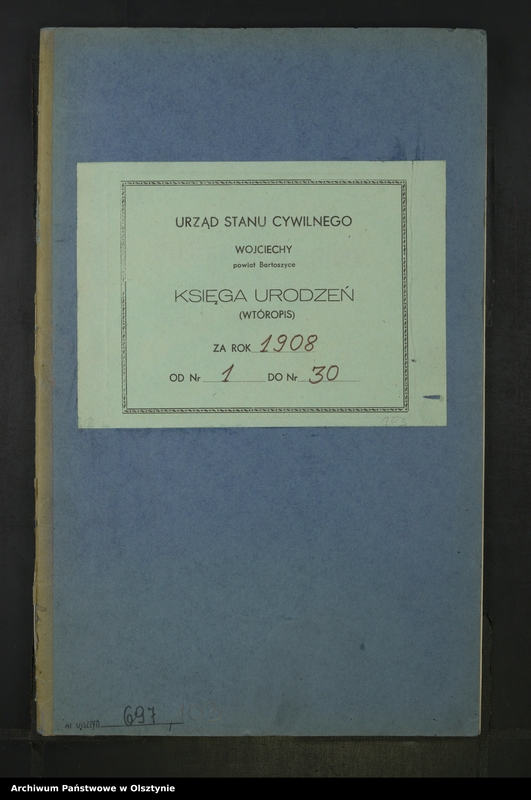 URZĄD STANU CYWILNEGO
WOJCIECHY
powiat Bartoszyce
KSIĘGA URODZEŃ
(WTÓROPIS)
ZA ROK 1908
OD Nr 1 DO Nr 30
697
Archiwum Państwowe w Olsztynie